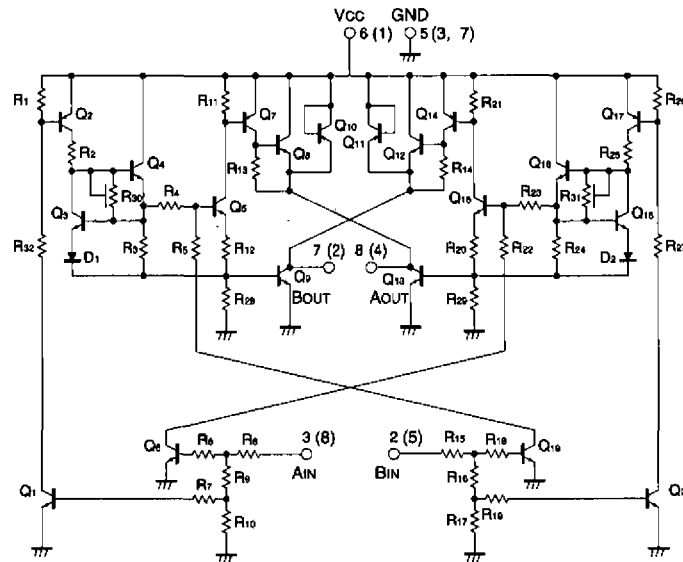 VCC GND
6 (1) 5 (3, 7)
R1 Q2 R11 Q7 Q10 Q14 R21 Q17
R2 Q4 Q8 Q11 Q12 Q16 R25
R13 R14
R30 R4 Q5 R23 R31
Q3 Q15
R32 R3 R5 R12 R20 R22 R24 R27
D1 7 (2) 8 (4) D2
Q9 Q13
R28 BOUT AOUT R29
Q6 R6 R8 3 (8) 2 (5) R15 R18 Q19
AIN BIN
R9 R16
Q1 R7
R10 R17 R19